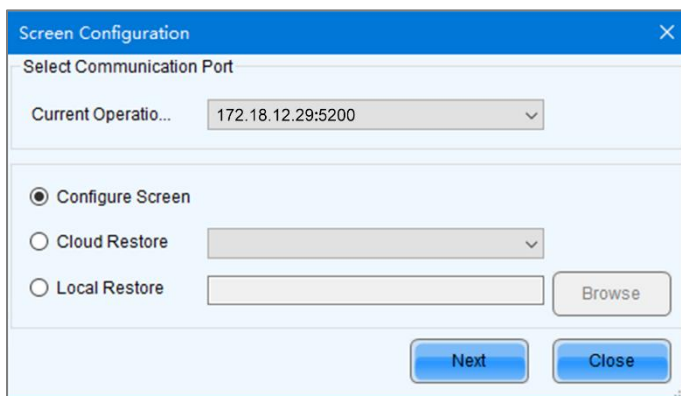 Screen Configuration
Select Communication Port
Current Operatio... 172.18.12.29:5200
Configure Screen
Cloud Restore
Local Restore Browse
Next Close